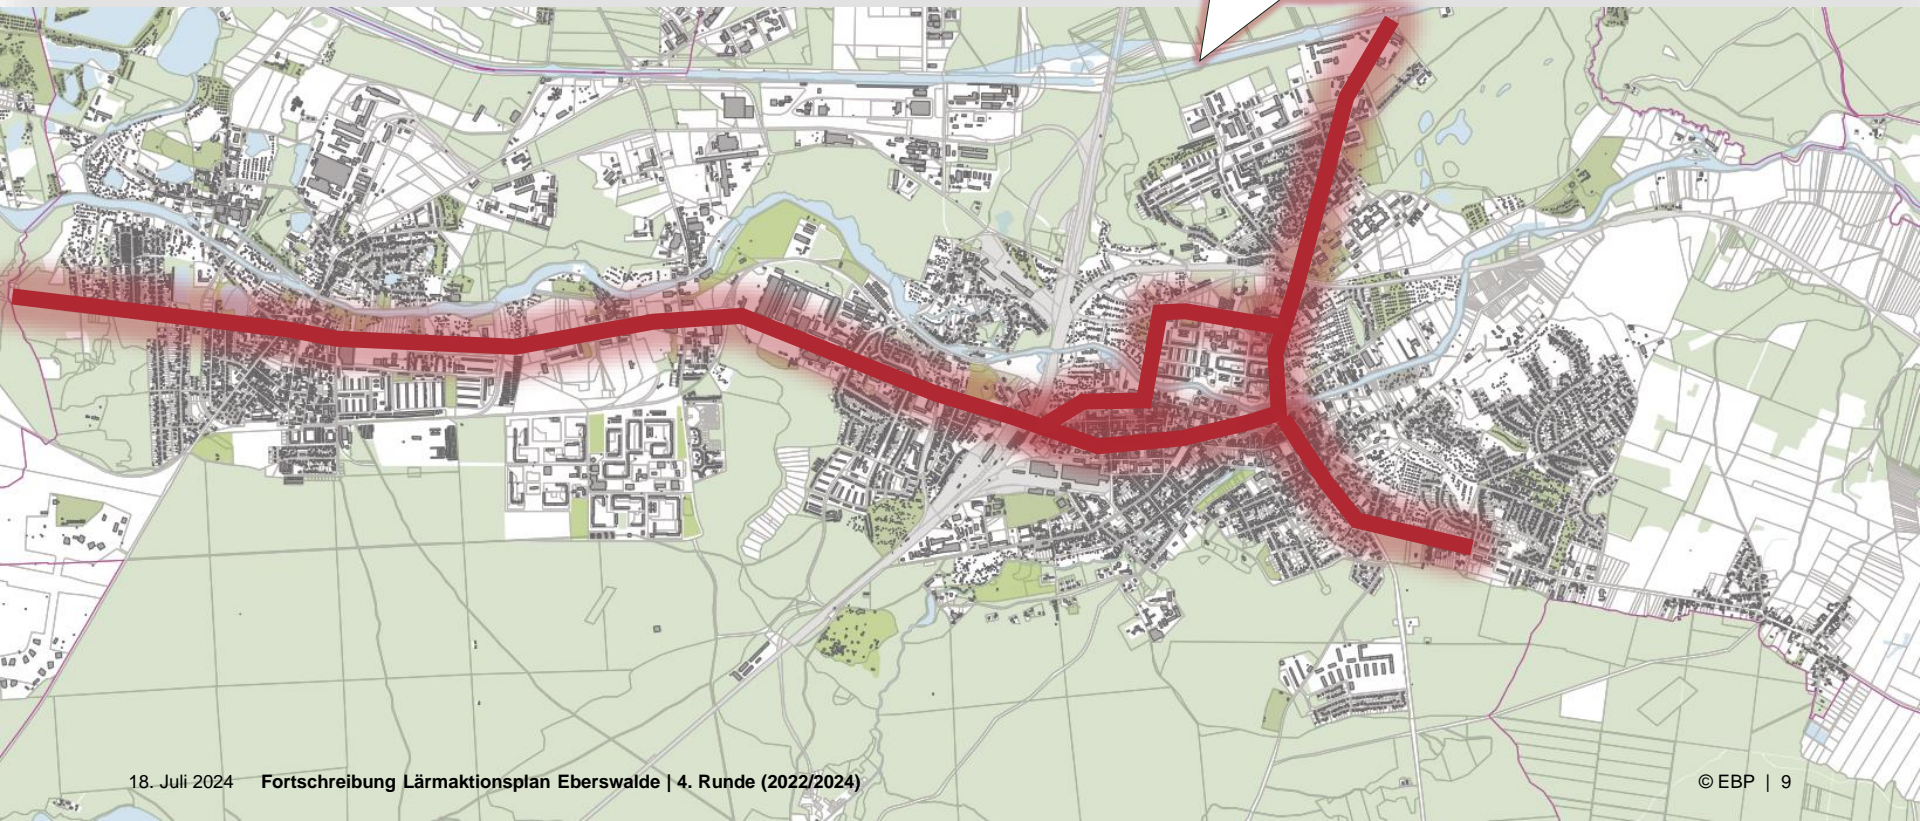 18. Juli 2024 Fortschreibung Lärmaktionsplan Eberswalde | 4. Runde (2022/2024) © EBP | 9